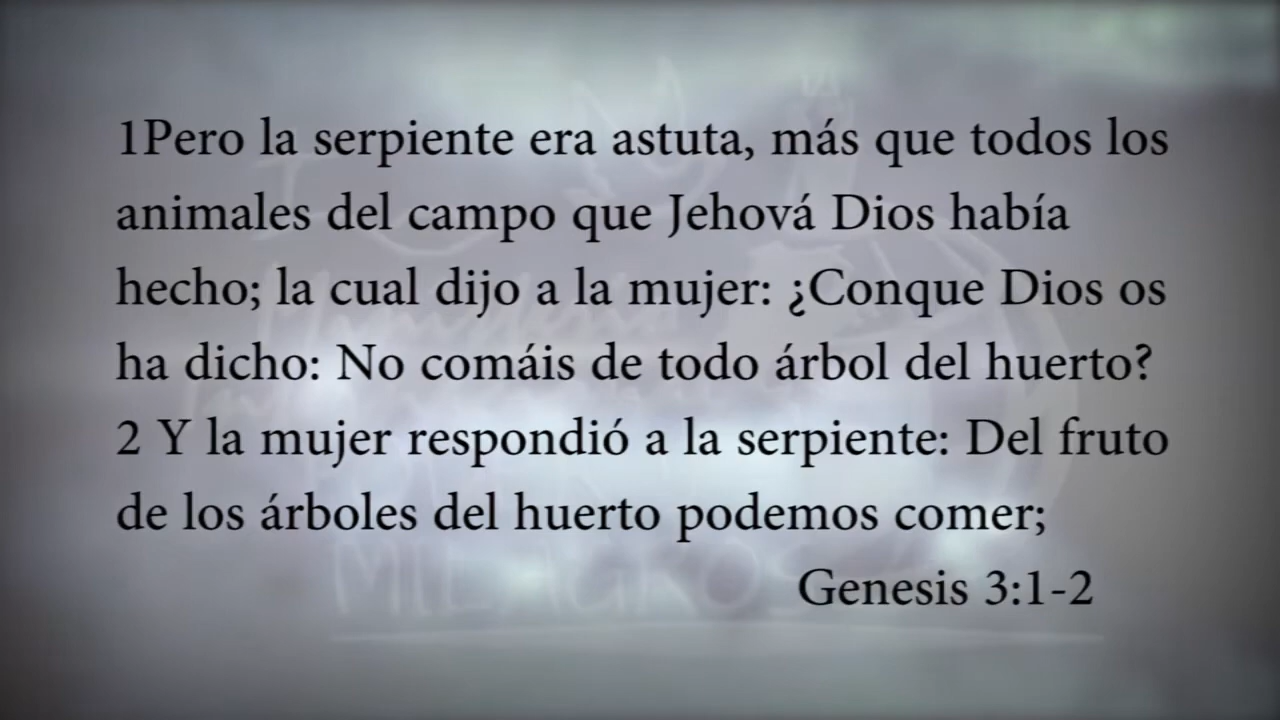 1Pero la serpiente era astuta, más que todos los
animales del campo que Jehová Dios había
hecho; la cual dijo a la mujer: ¿Conque Dios os
ha dicho: No comáis de todo árbol del huerto?
2 Y la mujer respondió a la serpiente: Del fruto
de los árboles del huerto podemos comer;
Genesis 3:1-2